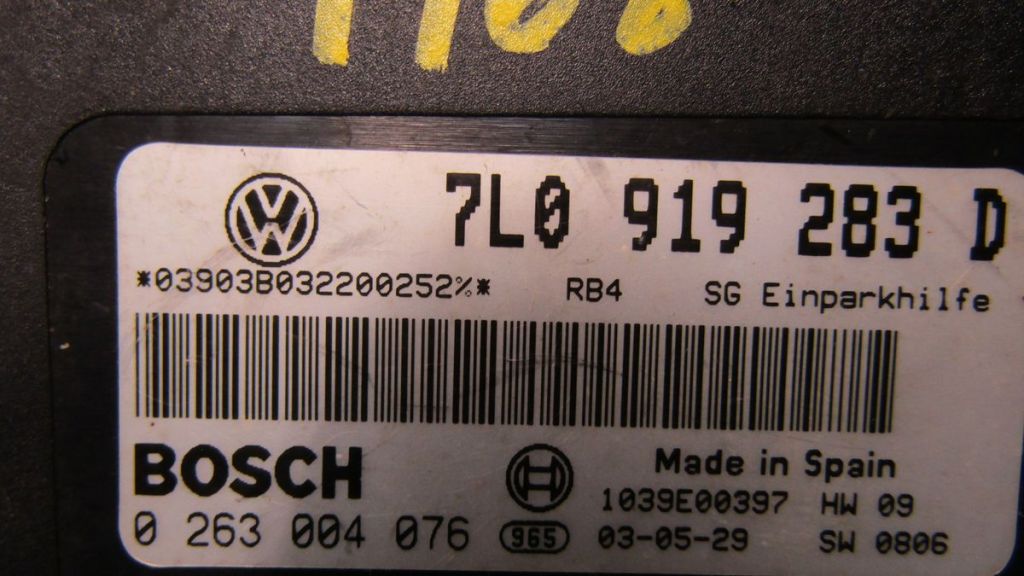 7L0 919 283 D
*03903B032200252%* RB4 SG Einparkhilfe
BOSCH
Made in Spain
1039E00397 HW 09
0 263 004 076 965 03-05-29 SW 0806